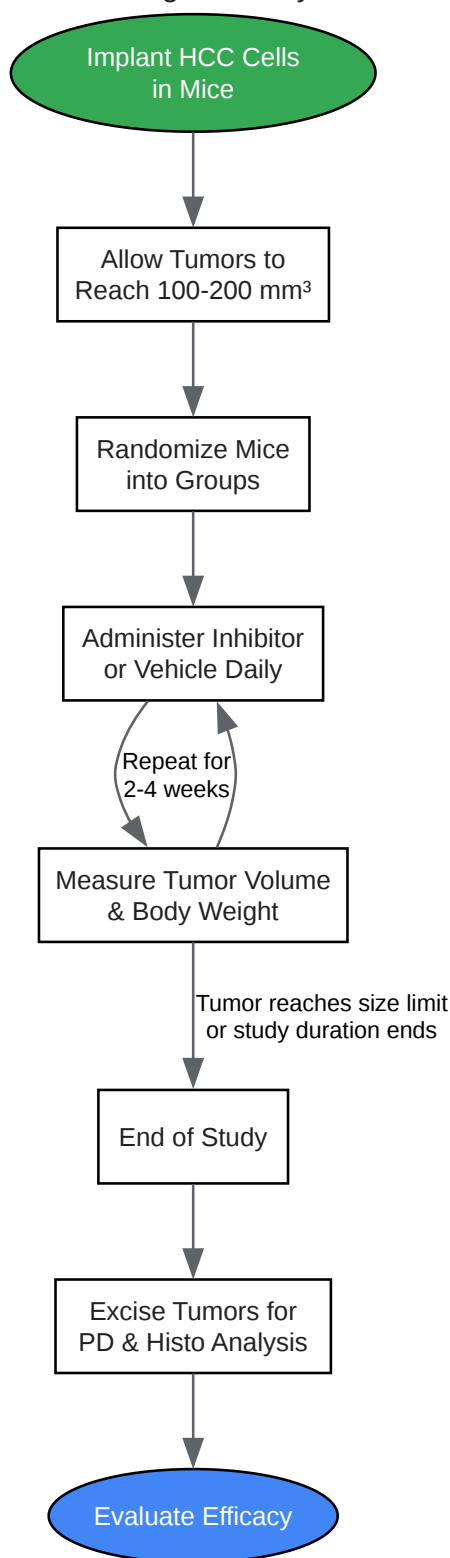 Implant HCC Cells
in Mice
Allow Tumors to
Reach 100-200 mm³
Randomize Mice
into Groups
Administer Inhibitor
or Vehicle Daily
Repeat for
2-4 weeks
Measure Tumor Volume
& Body Weight
Tumor reaches size limit
or study duration ends
End of Study
Excise Tumors for
PD & Histo Analysis
Evaluate Efficacy